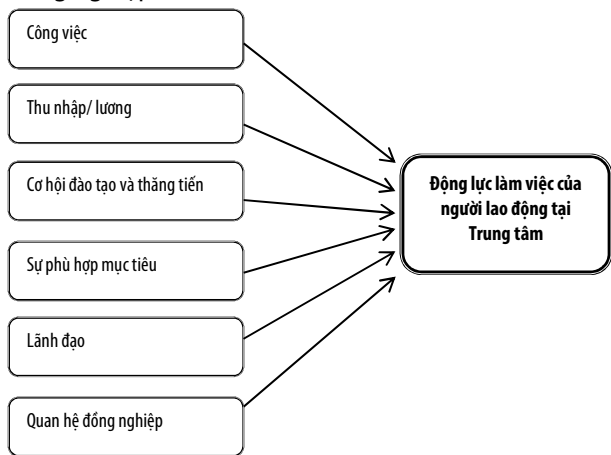 Công việc
Thu nhập/ lương
Cơ hội đào tạo và thăng tiến
Động lực làm việc của
người lao động tại
Trung tâm
Sự phù hợp mục tiêu
Lãnh đạo
Quan hệ đồng nghiệp